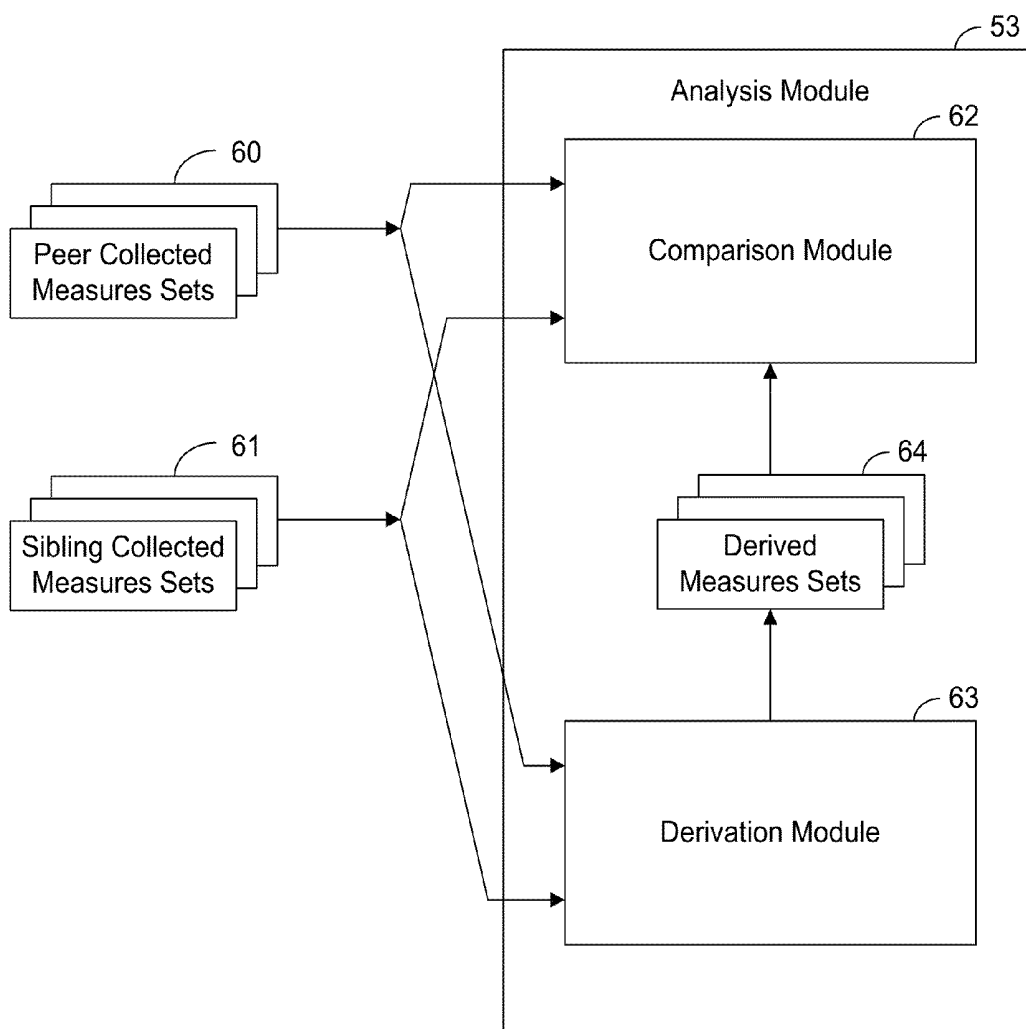 53
Analysis Module
62
60
Comparison Module
Peer Collected
Measures Sets
61
64
Sibling Collected
Measures Sets
Derived
Measures Sets
63
Derivation Module